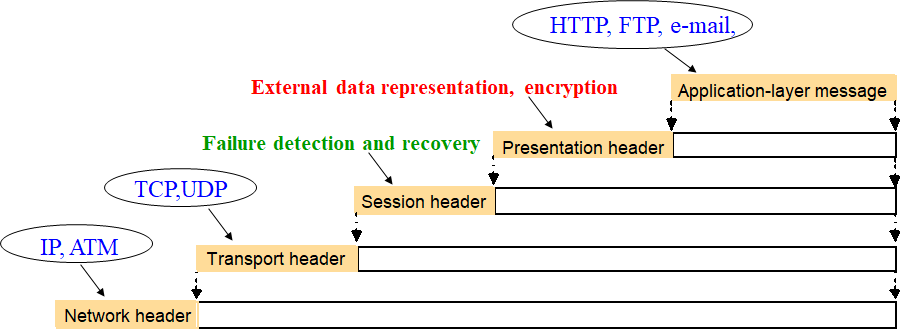 HTTP, FTP, e-mail,
External data representation, encryption
Application-layer message
Failure detection and recovery
Presentation header
TCP,UDP
Session header
IP, ATM
Transport header
Network header